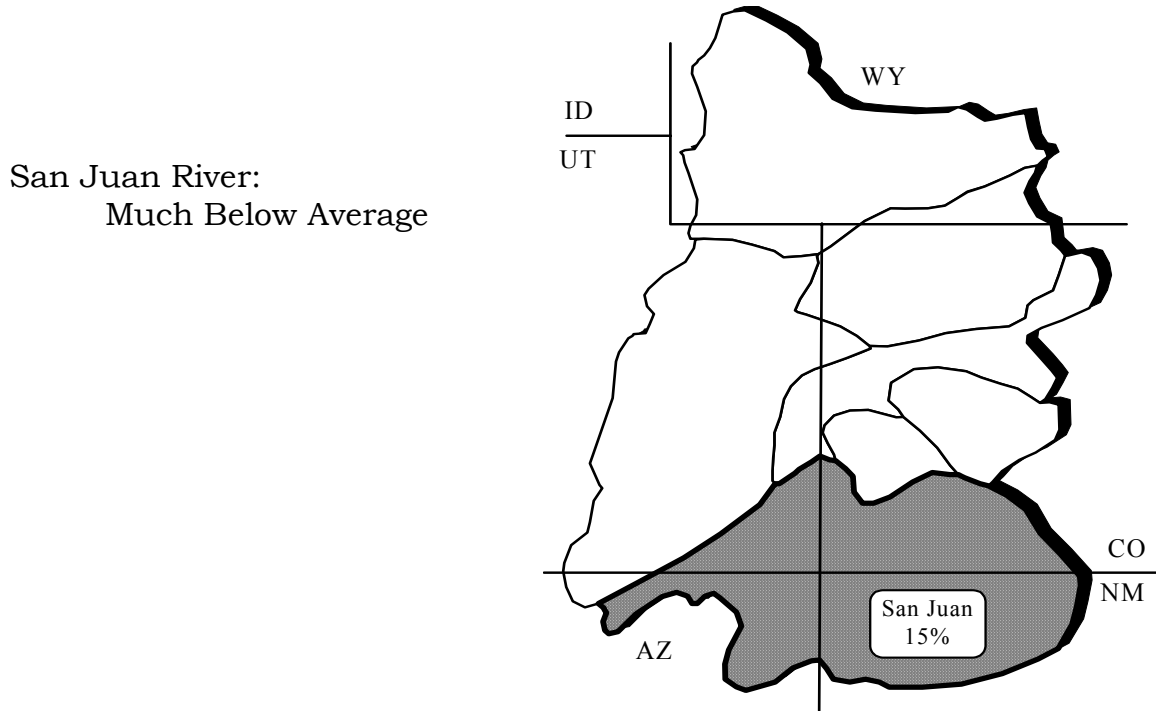 San Juan River:
Much Below Average
WY
ID
UT
CO
NM
San Juan
15%
AZ